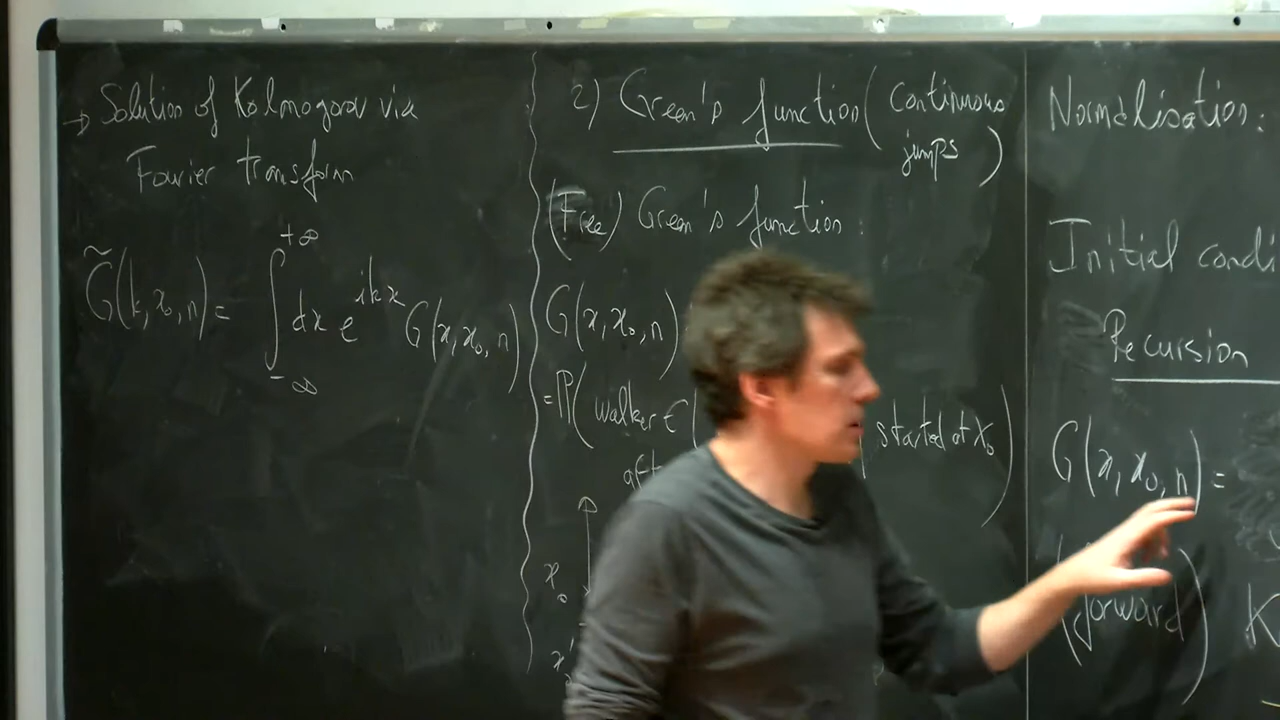 → Solution of Kolmogorov via
Fourier transform
G̃(k, x₀, n) = ∫_{-∞}^{+∞} dx e^{ikx} G(x, x₀, n)
2) Green's function (continuous
jumps)
(Free) Green's function :
G(x, x₀, n)
= ℙ( walker ∈ ( started at x₀ )
x₀
Normalisation:
Initial condi
Recursion
G(x, x₀, n) =
(forward) K